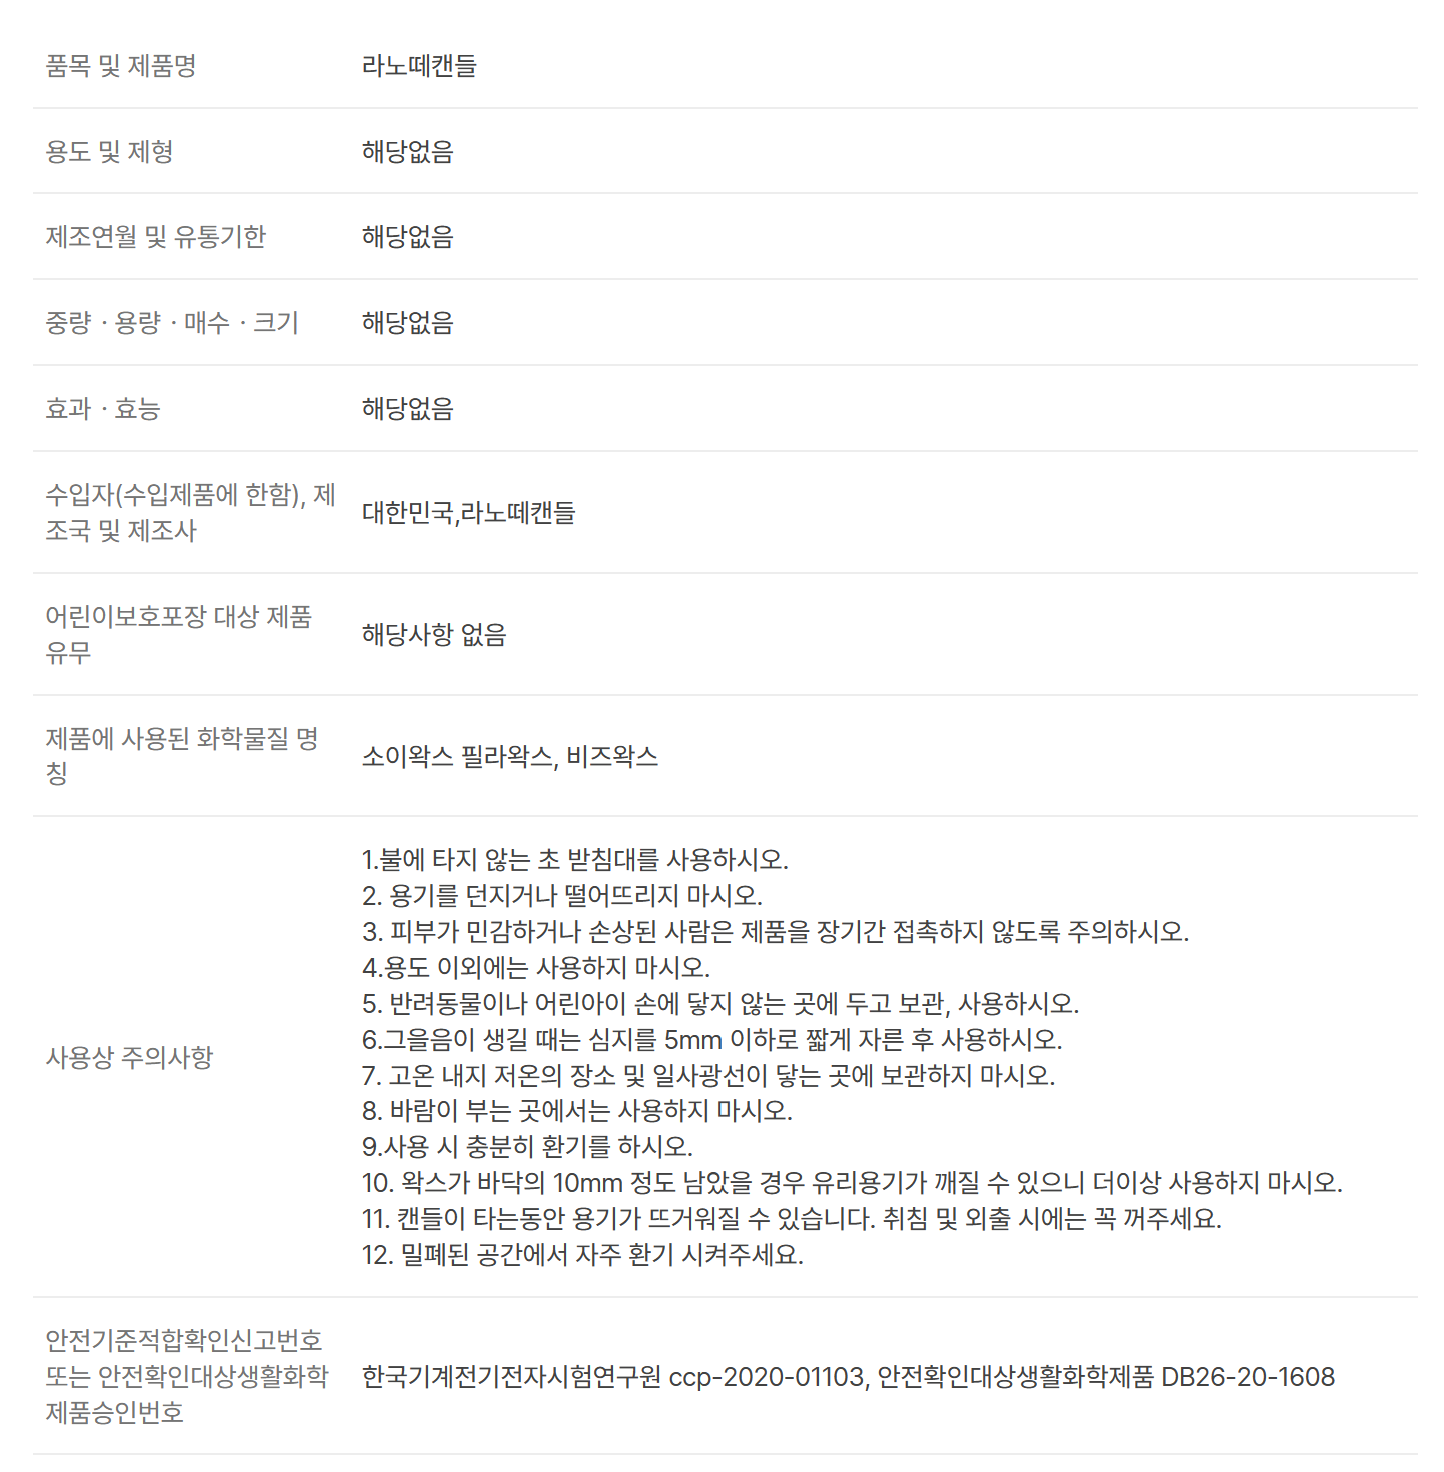 품목 및 제품명
라노떼캔들
용도 및 제형
해당없음
제조연월 및 유통기한
해당없음
중량 · 용량 · 매수 · 크기
해당없음
효과 · 효능
해당없음
수입자(수입제품에 한함), 제
조국 및 제조사
대한민국,라노떼캔들
어린이보호포장 대상 제품
유무
해당사항 없음
제품에 사용된 화학물질 명
칭
소이왁스 필라왁스, 비즈왁스
사용상 주의사항
1.불에 타지 않는 초 받침대를 사용하시오.
2. 용기를 던지거나 떨어뜨리지 마시오.
3. 피부가 민감하거나 손상된 사람은 제품을 장기간 접촉하지 않도록 주의하시오.
4.용도 이외에는 사용하지 마시오.
5. 반려동물이나 어린아이 손에 닿지 않는 곳에 두고 보관, 사용하시오.
6.그을음이 생길 때는 심지를 5mm 이하로 짧게 자른 후 사용하시오.
7. 고온 내지 저온의 장소 및 일사광선이 닿는 곳에 보관하지 마시오.
8. 바람이 부는 곳에서는 사용하지 마시오.
9.사용 시 충분히 환기를 하시오.
10. 왁스가 바닥의 10mm 정도 남았을 경우 유리용기가 깨질 수 있으니 더이상 사용하지 마시오.
11. 캔들이 타는동안 용기가 뜨거워질 수 있습니다. 취침 및 외출 시에는 꼭 꺼주세요.
12. 밀폐된 공간에서 자주 환기 시켜주세요.
안전기준적합확인신고번호
또는 안전확인대상생활화학
제품승인번호
한국기계전기전자시험연구원 ccp-2020-01103, 안전확인대상생활화학제품 DB26-20-1608